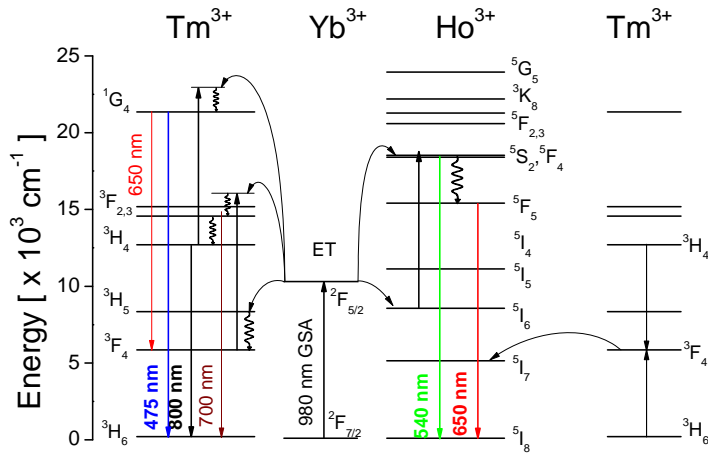 Tm³⁺ Yb³⁺ Ho³⁺ Tm³⁺
Energy [ x 10³ cm⁻¹ ]
25
20
15
10
5
0
¹G₄
³F₂,₃
³H₄
³H₅
³F₄
³H₆
650 nm
475 nm
800 nm
700 nm
ET
²F₅/₂
980 nm GSA
²F₇/₂
⁵G₅
³K₈
⁵F₂,₃
⁵S₂,⁵F₄
⁵F₅
⁵I₄
⁵I₅
⁵I₆
⁵I₇
⁵I₈
540 nm
650 nm
³H₄
³F₄
³H₆